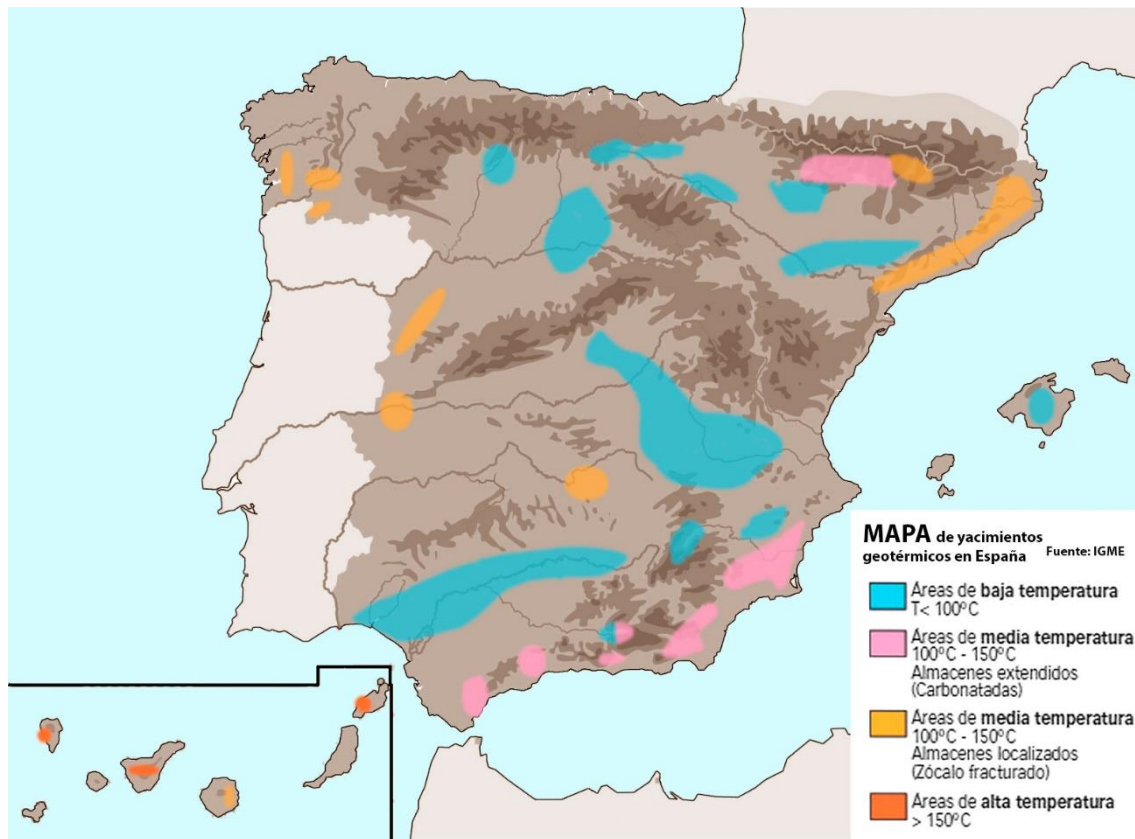 MAPA de yacimientos
geotérmicos en España Fuente: IGME
Áreas de baja temperatura
T< 100ºC
Áreas de media temperatura
100ºC - 150ºC
Almacenes extendidos
(Carbonatadas)
Áreas de media temperatura
100ºC - 150ºC
Almacenes localizados
(Zócalo fracturado)
Áreas de alta temperatura
> 150ºC